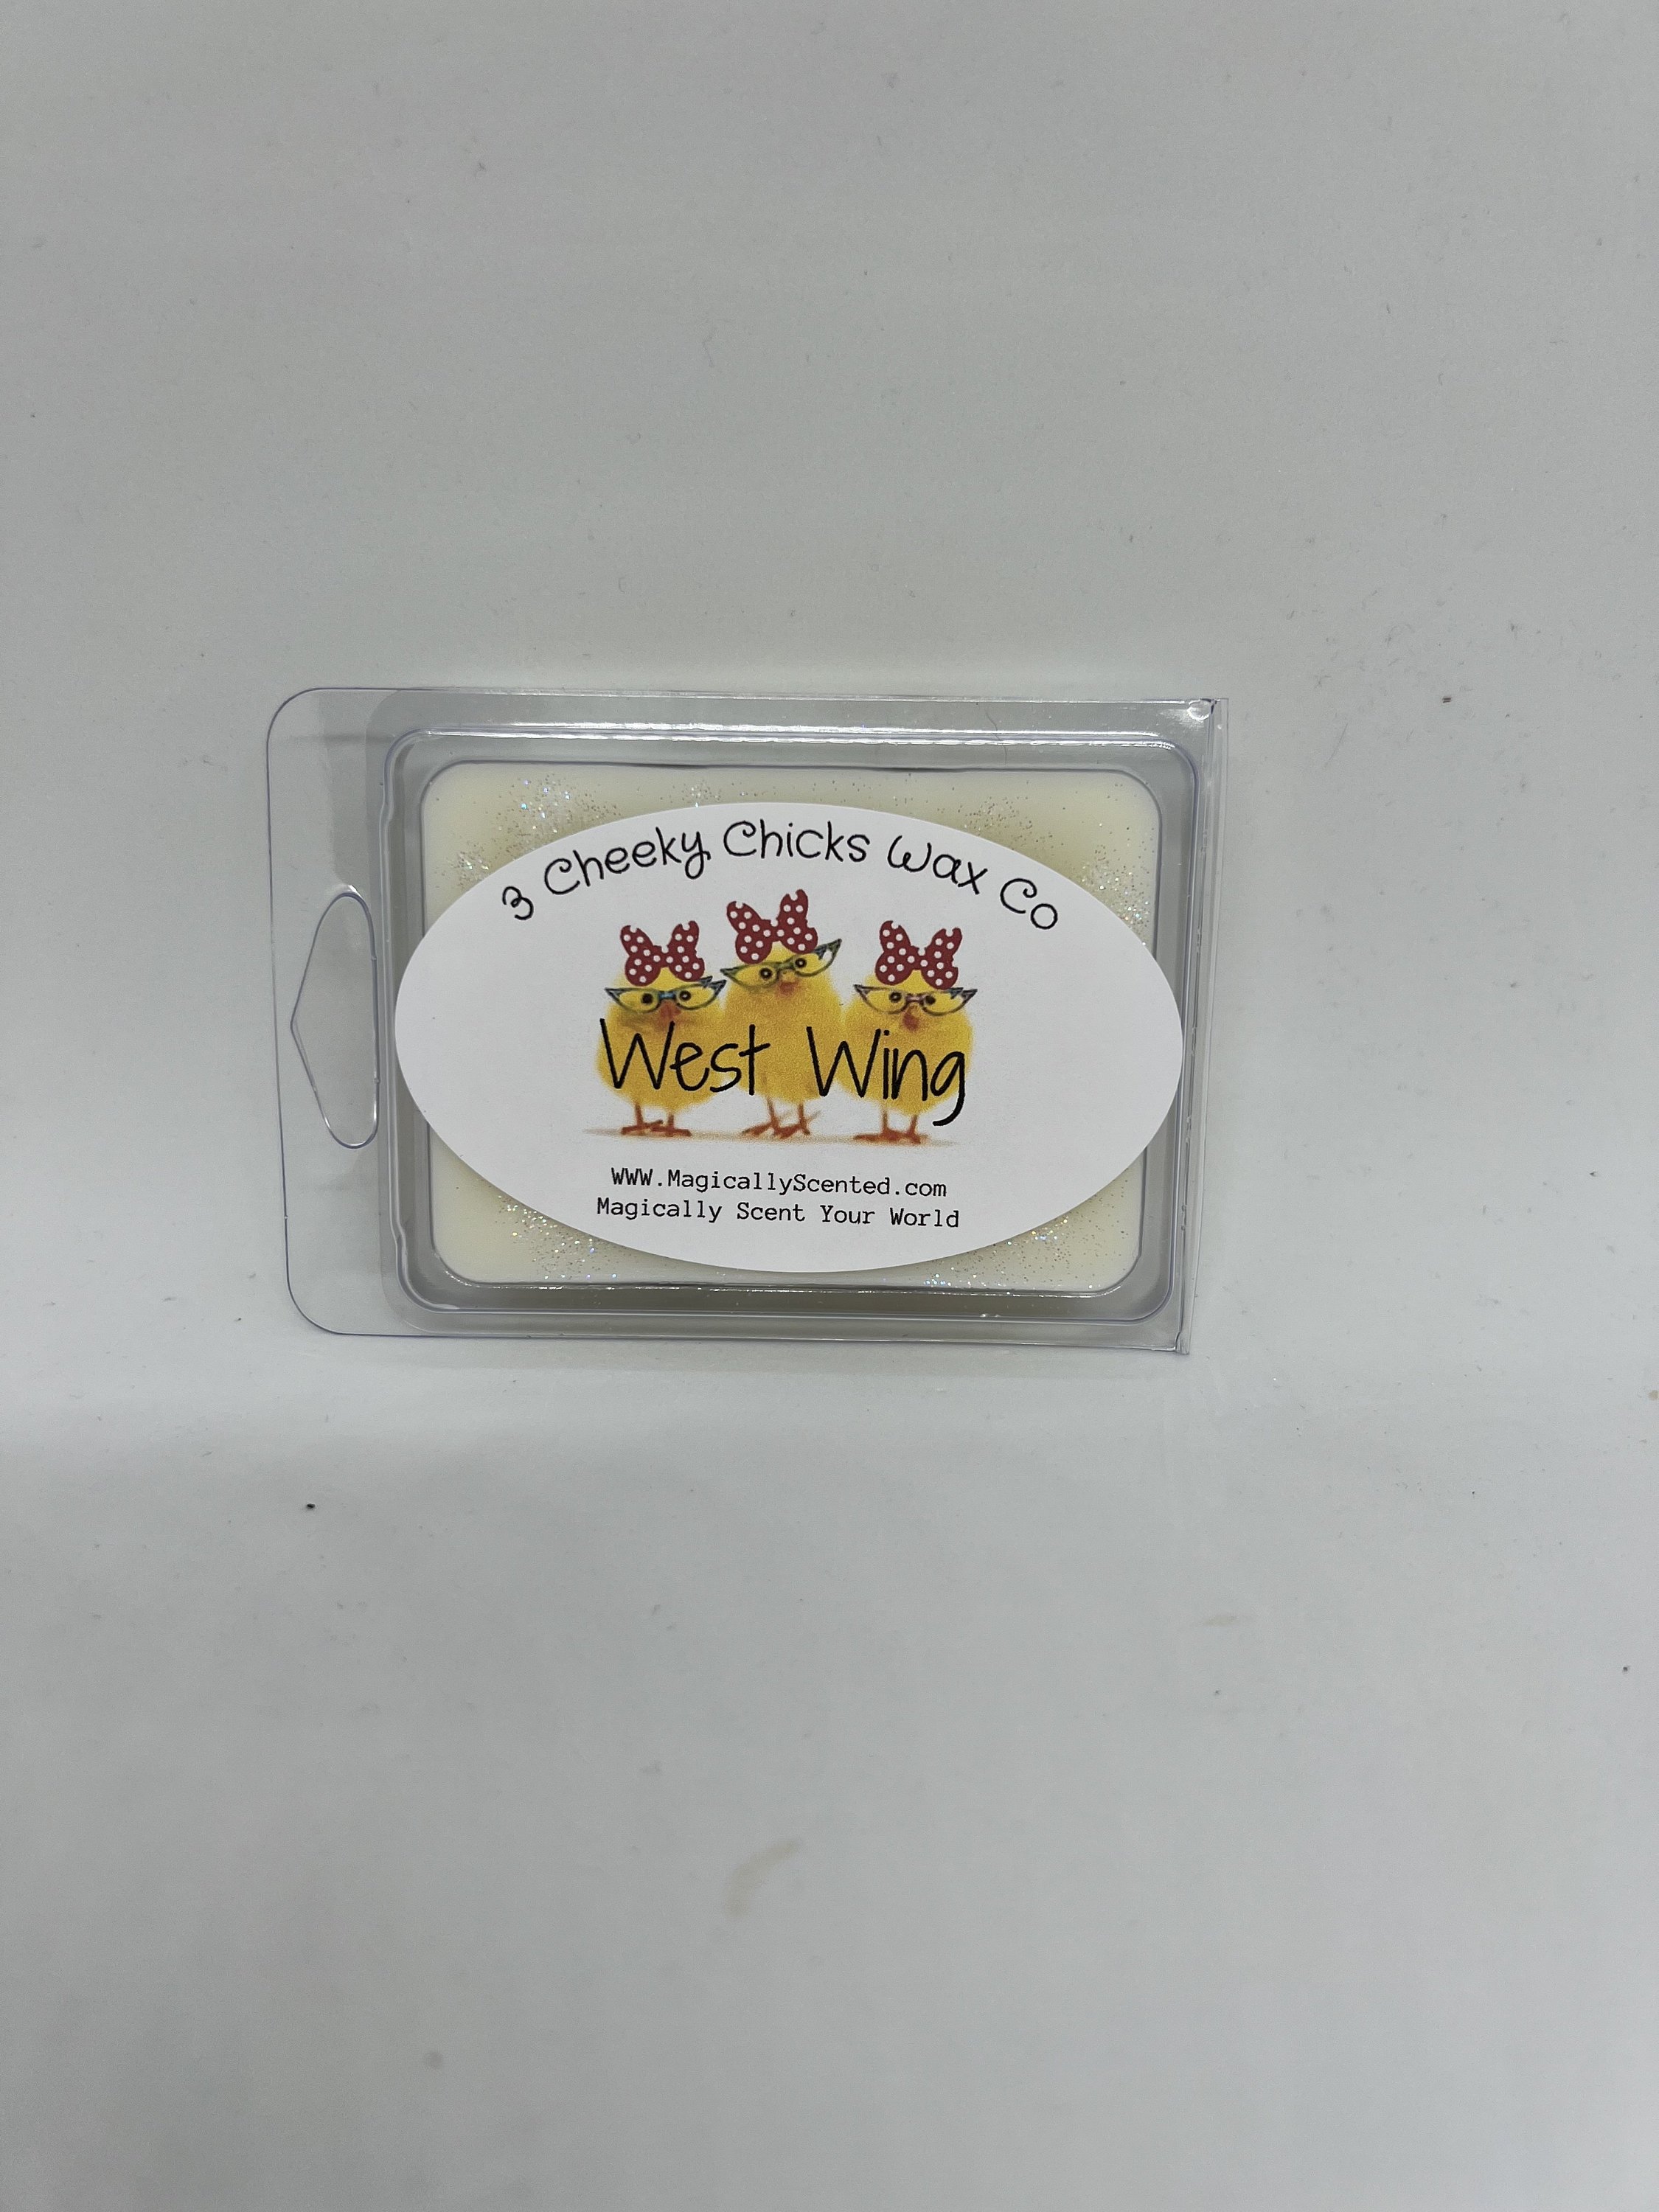 3 Cheeky Chicks Wax Co
West Wing
WWW.MagicallyScented.com
Magically Scent Your World